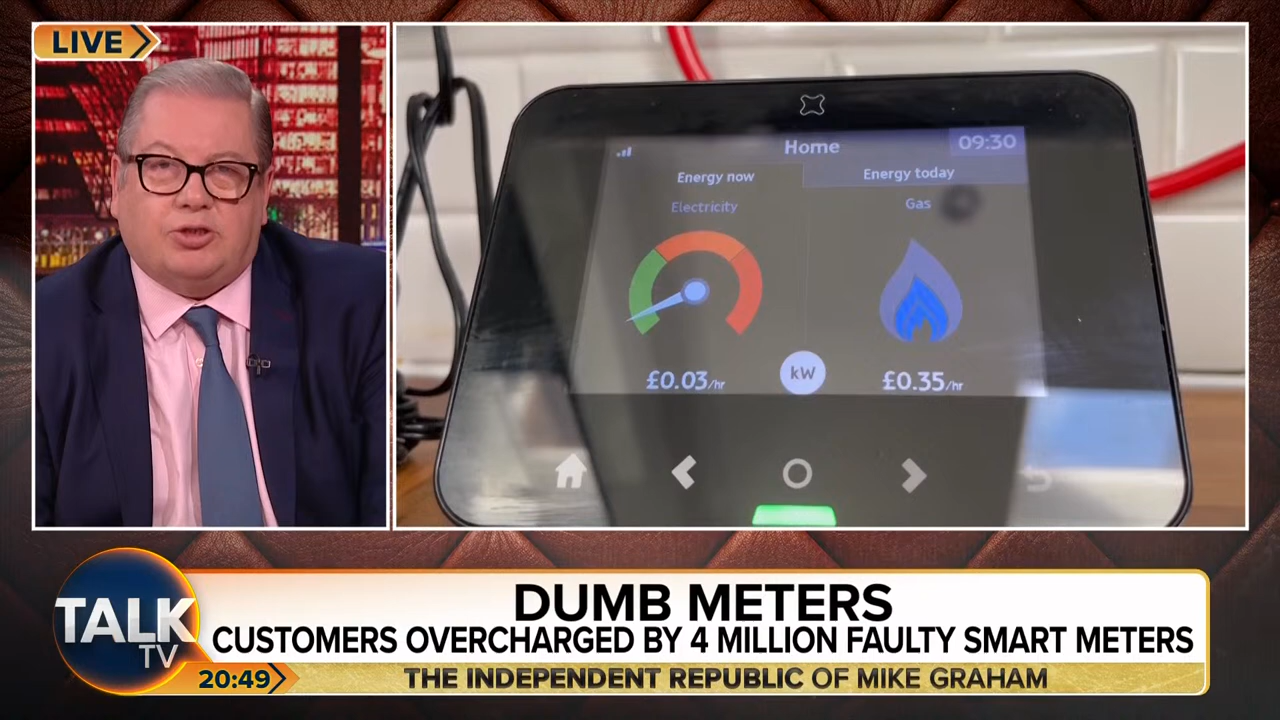 LIVE
Home
09:30
Energy now
Energy today
Electricity
Gas
£0.03/hr
kW
£0.35/hr
TALK
TV
DUMB METERS
CUSTOMERS OVERCHARGED BY 4 MILLION FAULTY SMART METERS
20:49
THE INDEPENDENT REPUBLIC OF MIKE GRAHAM